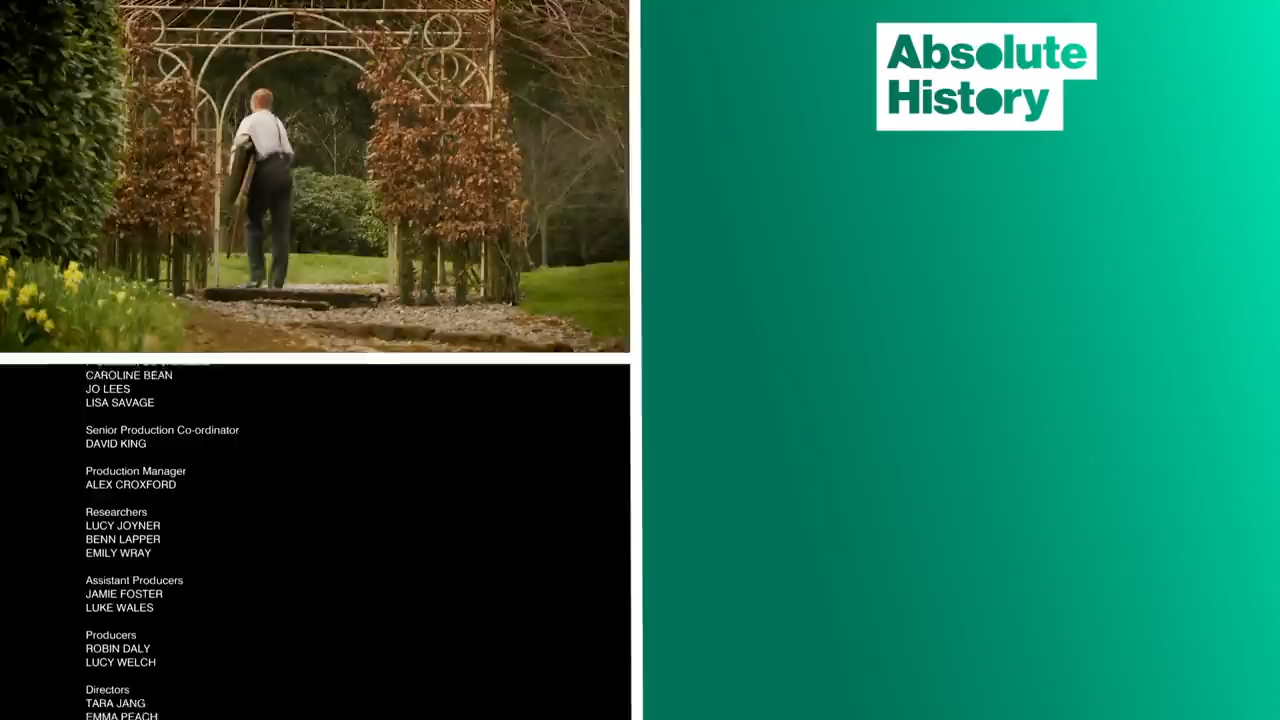 Absolute
History
CAROLINE BEAN
JO LEES
LISA SAVAGE
Senior Production Co-ordinator
DAVID KING
Production Manager
ALEX CROXFORD
Researchers
LUCY JOYNER
BENN LAPPER
EMILY WRAY
Assistant Producers
JAMIE FOSTER
LUKE WALES
Producers
ROBIN DALY
LUCY WELCH
Directors
TARA JANG
EMMA PEACH